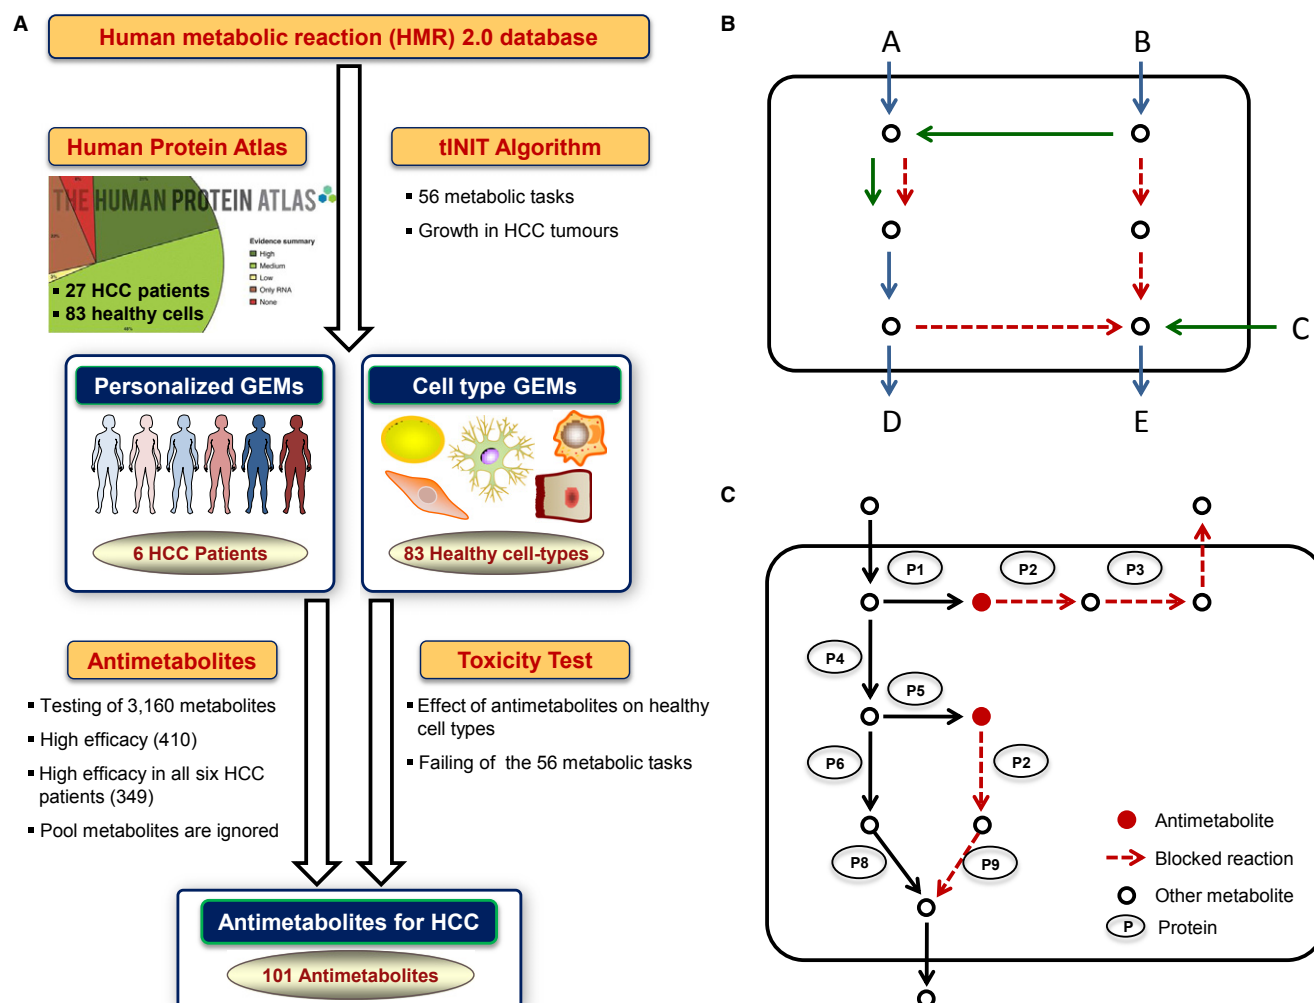 A
Human metabolic reaction (HMR) 2.0 database
Human Protein Atlas
THE HUMAN PROTEIN ATLAS
Evidence summary
High
Medium
Low
Only RNA
None
▪ 27 HCC patients
▪ 83 healthy cells
tINIT Algorithm
▪ 56 metabolic tasks
▪ Growth in HCC tumours
Personalized GEMs
6 HCC Patients
Cell type GEMs
83 Healthy cell-types
Antimetabolites
▪ Testing of 3,160 metabolites
▪ High efficacy (410)
▪ High efficacy in all six HCC
patients (349)
▪ Pool metabolites are ignored
Toxicity Test
▪ Effect of antimetabolites on healthy
cell types
▪ Failing of the 56 metabolic tasks
Antimetabolites for HCC
101 Antimetabolites
B
A
B
C
D
E
C
P1
P2
P3
P4
P5
P6
P2
P8
P9
Antimetabolite
Blocked reaction
Other metabolite
P
Protein